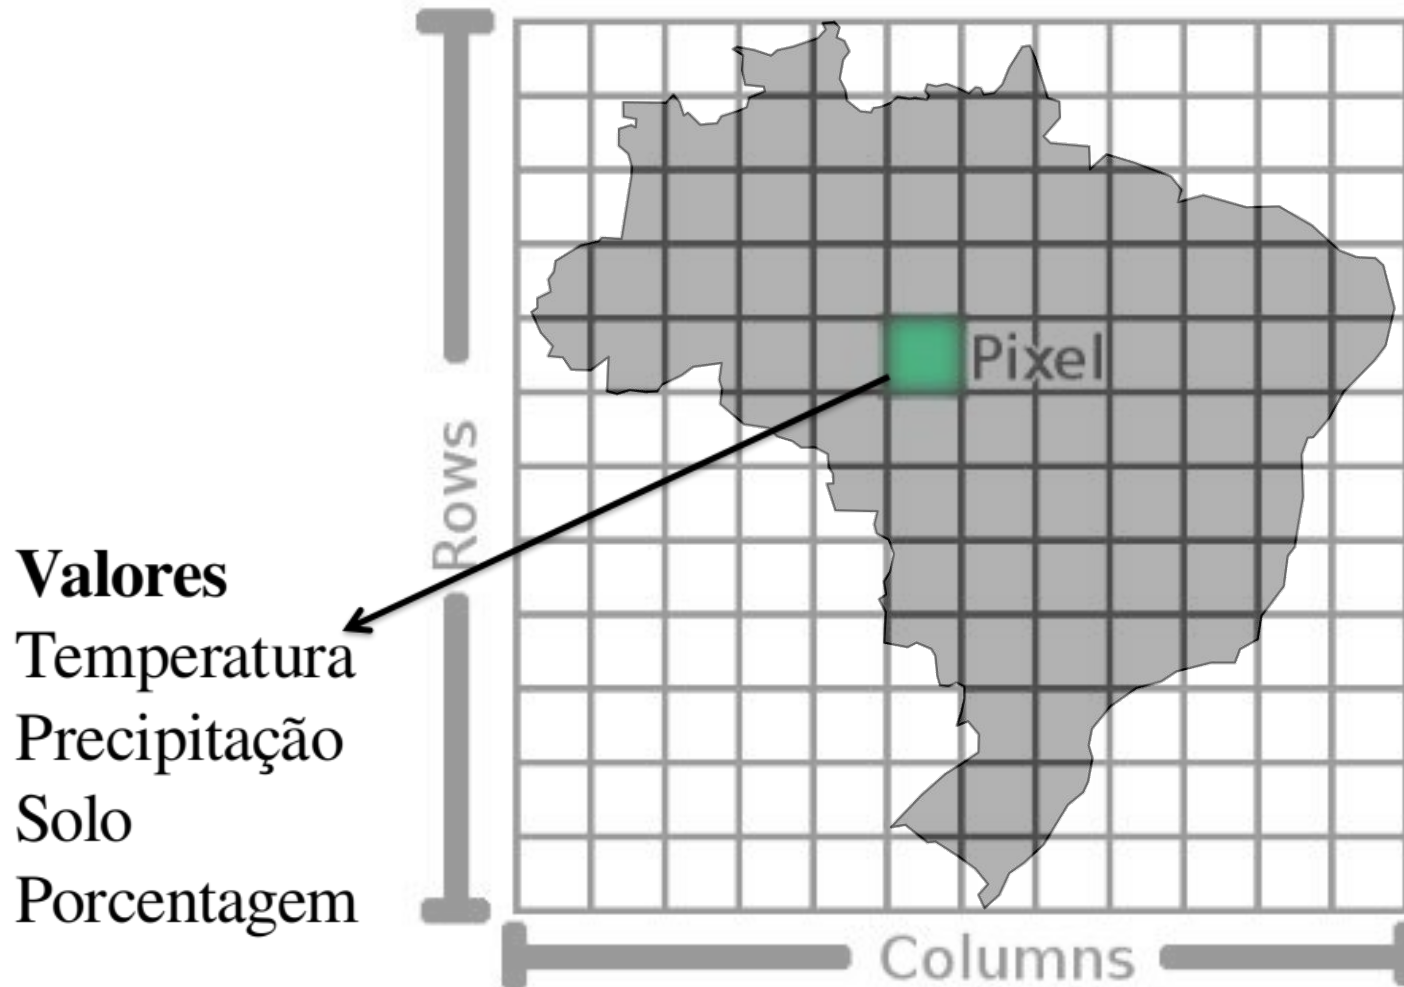 Pixel
Rows
Valores
Temperatura
Precipitação
Solo
Porcentagem
Columns